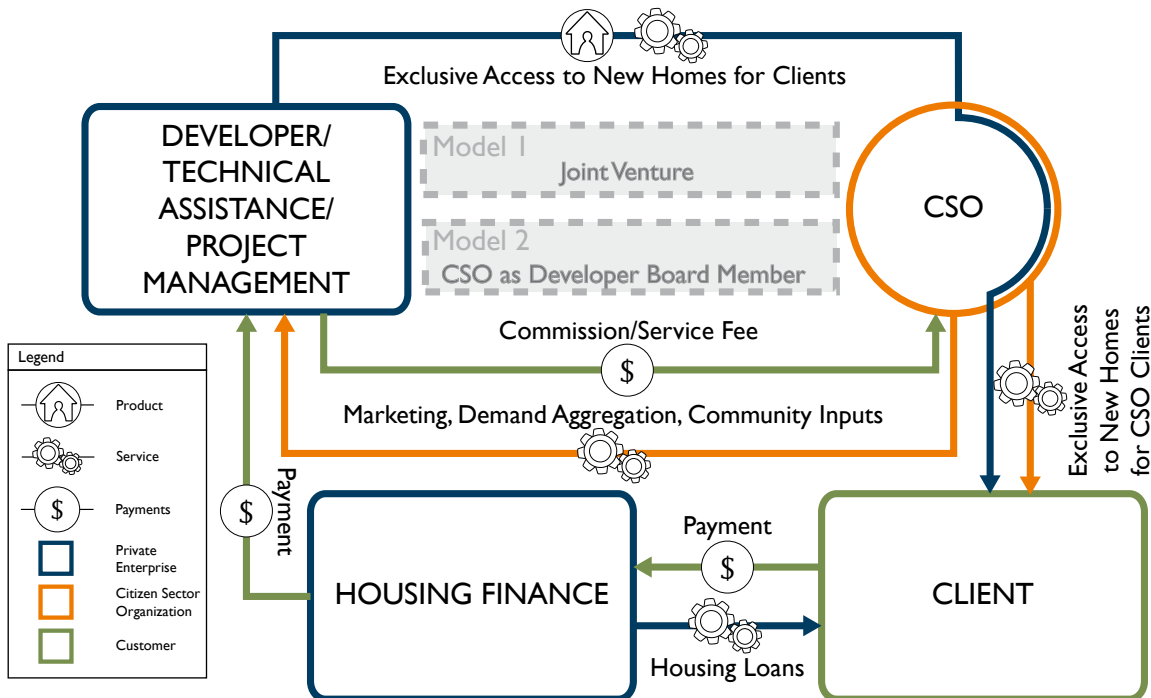 Exclusive Access to New Homes for Clients
DEVELOPER/
TECHNICAL
ASSISTANCE/
PROJECT
MANAGEMENT
Model 1
Joint Venture
Model 2
CSO as Developer Board Member
CSO
Commission/Service Fee
$
Marketing, Demand Aggregation, Community Inputs
Exclusive Access
to New Homes
for CSO Clients
Legend
Product
Service
$
Payments
Private
Enterprise
Citizen Sector
Organization
Customer
$
Payment
HOUSING FINANCE
Payment
$
Housing Loans
CLIENT